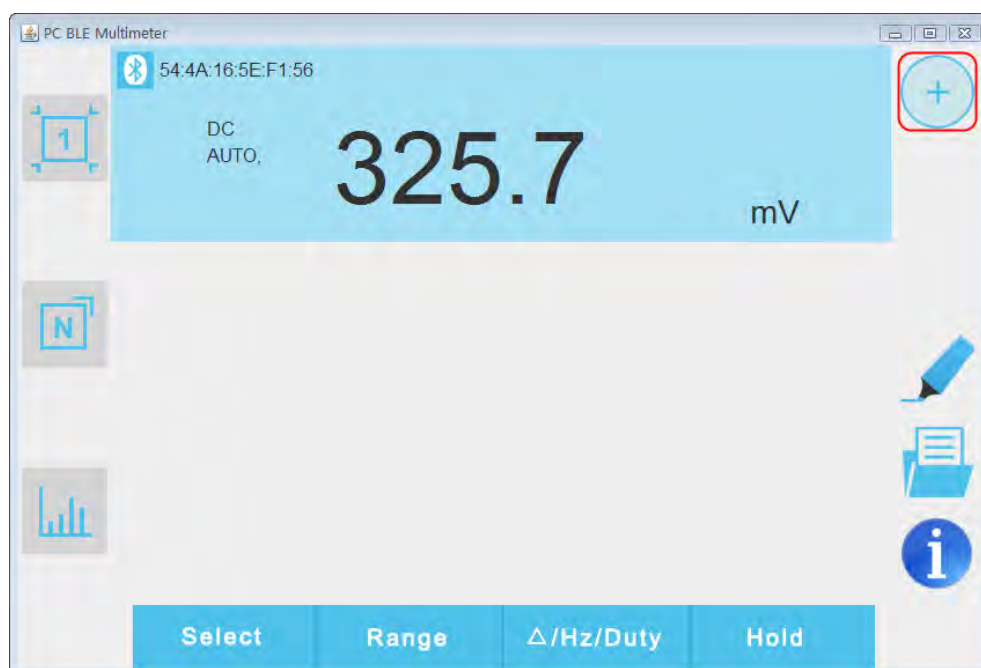 PC BLE Multimeter
54:4A:16:5E:F1:56
DC
AUTO,
325.7
mV
+
1
N
i
Select
Range
△/Hz/Duty
Hold